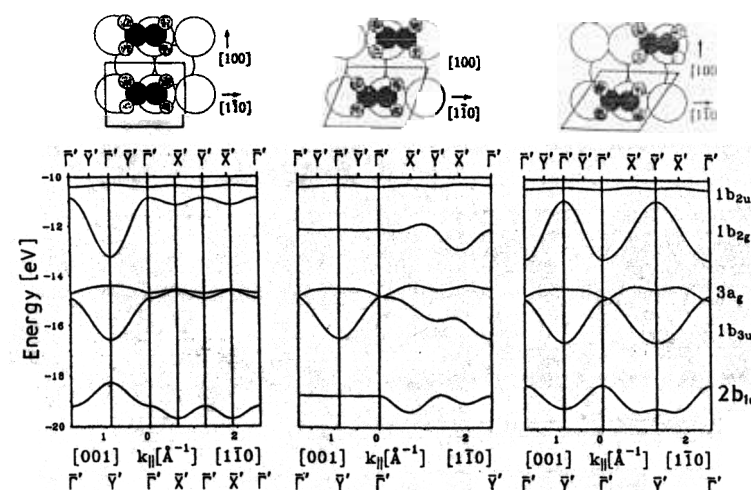 [100]
[11̄0]
[100]
[11̄0]
[100]
[11̄0]
Γ̄' Ȳ' Γ̄' Ȳ' Γ̄' X̄' Ȳ' X̄' Γ̄'
Γ̄' Ȳ' Γ̄' Ȳ' Γ̄' X̄' Ȳ' X̄' Γ̄'
Γ̄' Ȳ' Γ̄' Ȳ' Γ̄' X̄' Ȳ' X̄' Γ̄'
-10
-12
-14
-16
-18
-20
Energy [eV]
1b₂ᵤ
1b₂g
3ag
1b₃ᵤ
1 0 2
1 0 2
1 0 2
[001] k∥[Å⁻¹] [11̄0]
[001] k∥[Å⁻¹] [11̄0]
[001] k∥[Å⁻¹] [11̄0]
Γ̄' Ȳ' Γ̄' X̄' Γ̄' X̄' Γ̄'
Γ̄' Ȳ' Γ̄' Ȳ'
Γ̄' Ȳ' Γ̄' X̄' Γ̄'